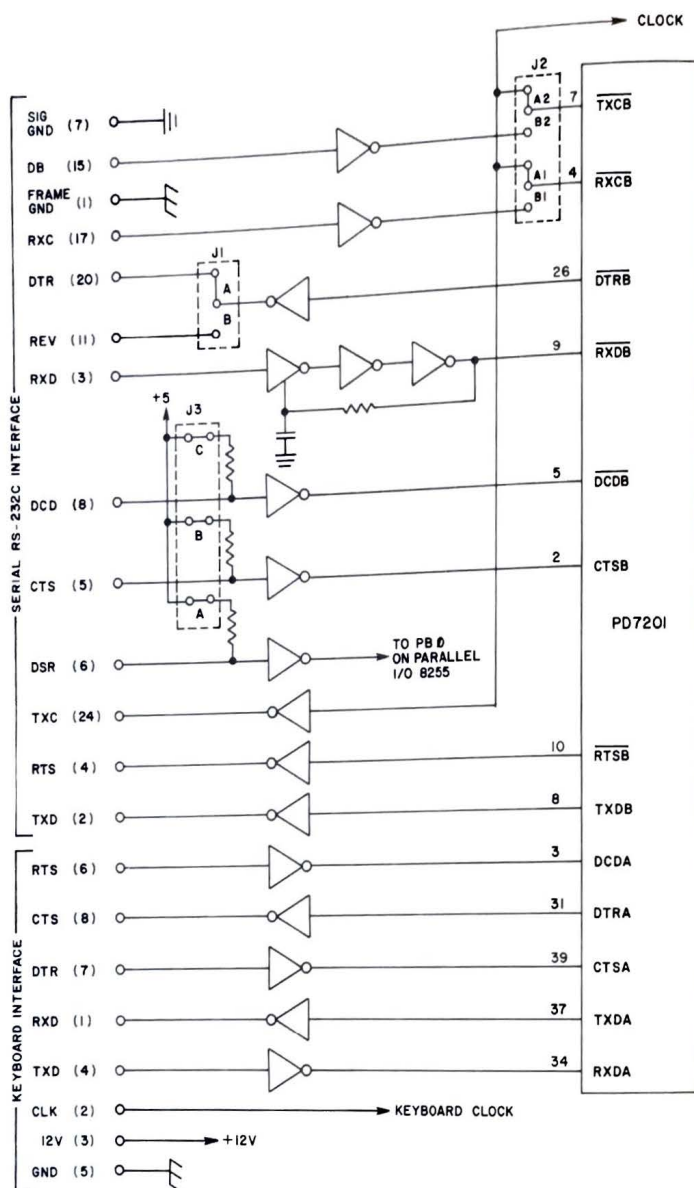 CLOCK
J2
SIG
GND (7)
A2
7
TXCB
B2
DB (15)
FRAME
GND (1)
A1
4
RXCB
B1
RXC (17)
J1
DTR (20)
A
26
DTRB
B
REV (11)
RXD (3)
9
RXDB
+5
J3
C
DCD (8)
5
DCDB
B
CTS (5)
2
CTSB
A
PD7201
DSR (6)
TO PB0
ON PARALLEL
I/O 8255
TXC (24)
RTS (4)
10
RTSB
TXD (2)
8
TXDB
SERIAL RS-232C INTERFACE
RTS (6)
3
DCDA
CTS (8)
31
DTRA
DTR (7)
39
CTSA
RXD (1)
37
TXDA
TXD (4)
34
RXDA
CLK (2)
KEYBOARD CLOCK
12V (3)
+12V
GND (5)
KEYBOARD INTERFACE